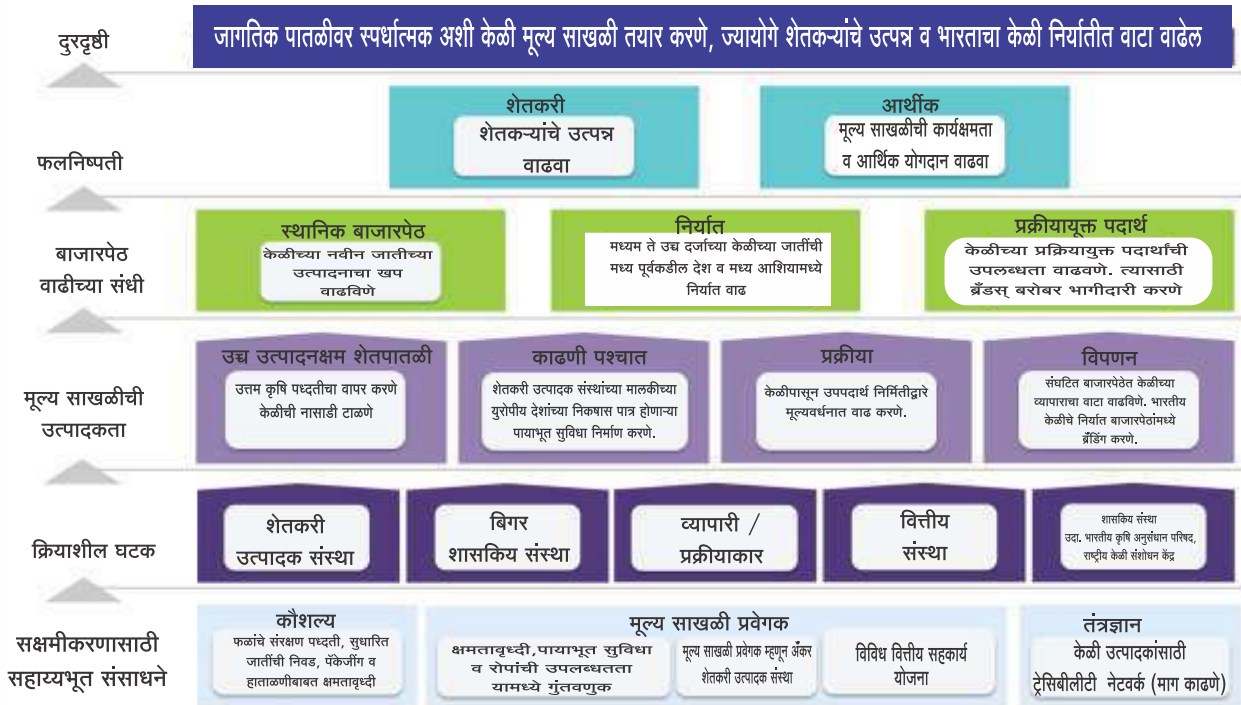 दुरदृष्ठी
जागतिक पातळीवर स्पर्धात्मक अशी केळी मूल्य साखळी तयार करणे, ज्यायोगे शेतकऱ्यांचे उत्पन्न व भारताचा केळी निर्यातीत वाटा वाढेल
फलनिष्पती
शेतकरी
शेतकऱ्यांचे उत्पन्न
वाढवा
आर्थीक
मूल्य साखळीची कार्यक्षमता
व आर्थिक योगदान वाढवा
बाजारपेठ
वाढीच्या संधी
स्थानिक बाजारपेठ
केळीच्या नवीन जातीच्या
उत्पादनाचा खप
वाढविणे
निर्यात
मध्यम ते उच्च दर्जाच्या केळीच्या जातींची
मध्य पूर्वकडील देश व मध्य आशियामध्ये
निर्यात वाढ
प्रक्रीयायूक्त पदार्थ
केळीच्या प्रक्रियायुक्त पदार्थांची
उपलब्धता वाढवणे. त्यासाठी
ब्रँडस् बरोबर भागीदारी करणे
मूल्य साखळीची
उत्पादकता
उच्च उत्पादनक्षम शेतपातळी
उत्तम कृषि पध्दतीचा वापर करणे
केळीची नासाडी टाळणे
काढणी पश्चात
शेतकरी उत्पादक संस्थांच्या मालकीच्या
युरोपीय देशांच्या निकषास पात्र होणाऱ्या
पायाभूत सुविधा निर्माण करणे.
प्रक्रीया
केळीपासून उपपदार्थ निर्मितीद्वारे
मूल्यवर्धनात वाढ करणे.
विपणन
संघटित बाजारपेठेत केळीच्या
व्यापाराचा वाटा वाढविणे. भारतीय
केळीचे निर्यात बाजारपेठांमध्ये
ब्रँडिंग करणे.
क्रियाशील घटक
शेतकरी
उत्पादक संस्था
बिगर
शासकिय संस्था
व्यापारी /
प्रक्रीयाकार
वित्तीय
संस्था
शासकिय संस्था
उदा. भारतीय कृषि अनुसंधान परिषद,
राष्ट्रीय केळी संशोधन केंद्र
सक्षमीकरणासाठी
सहाय्यभूत संसाधने
कौशल्य
फळांचे संरक्षण पध्दती, सुधारित
जातींची निवड, पॅकेजींग व
हाताळणीबाबत क्षमतावृध्दी
मूल्य साखळी प्रवेगक
क्षमतावृध्दी,पायाभूत सुविधा
व रोपांची उपलब्धतता
यामध्ये गुंतवणुक
मूल्य साखळी प्रवेगक म्हणून अँकर
शेतकरी उत्पादक संस्था
विविध वित्तीय सहकार्य
योजना
तंत्रज्ञान
केळी उत्पादकांसाठी
ट्रेसिबीलीटी नेटवर्क (माग काढणे)